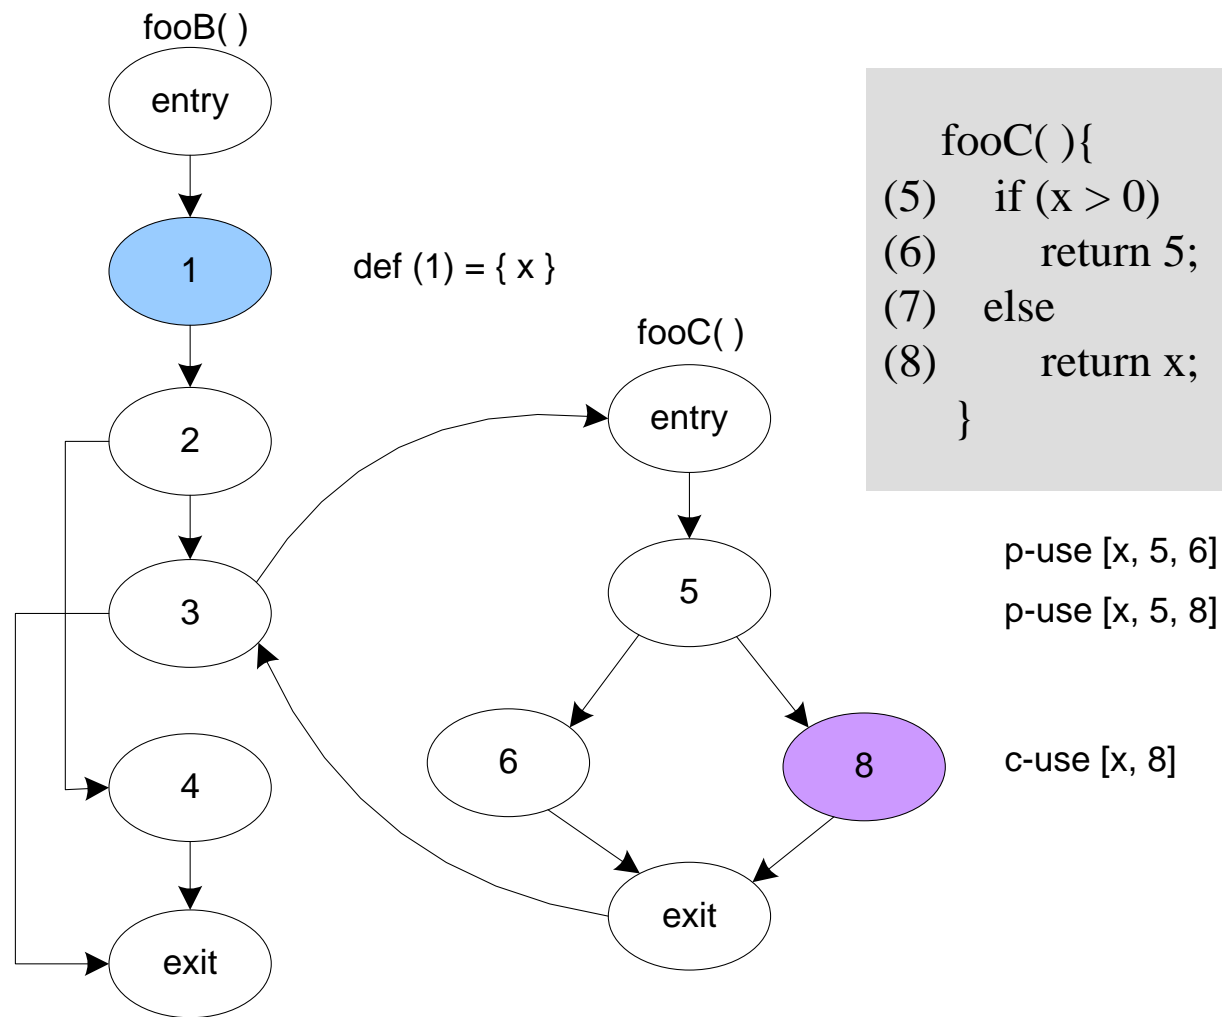 fooB( )
entry
1
def (1) = { x }
2
3
4
exit
fooC( )
entry
5
6
8
exit
fooC( ){
(5) if (x > 0)
(6) return 5;
(7) else
(8) return x;
}
p-use [x, 5, 6]
p-use [x, 5, 8]
c-use [x, 8]